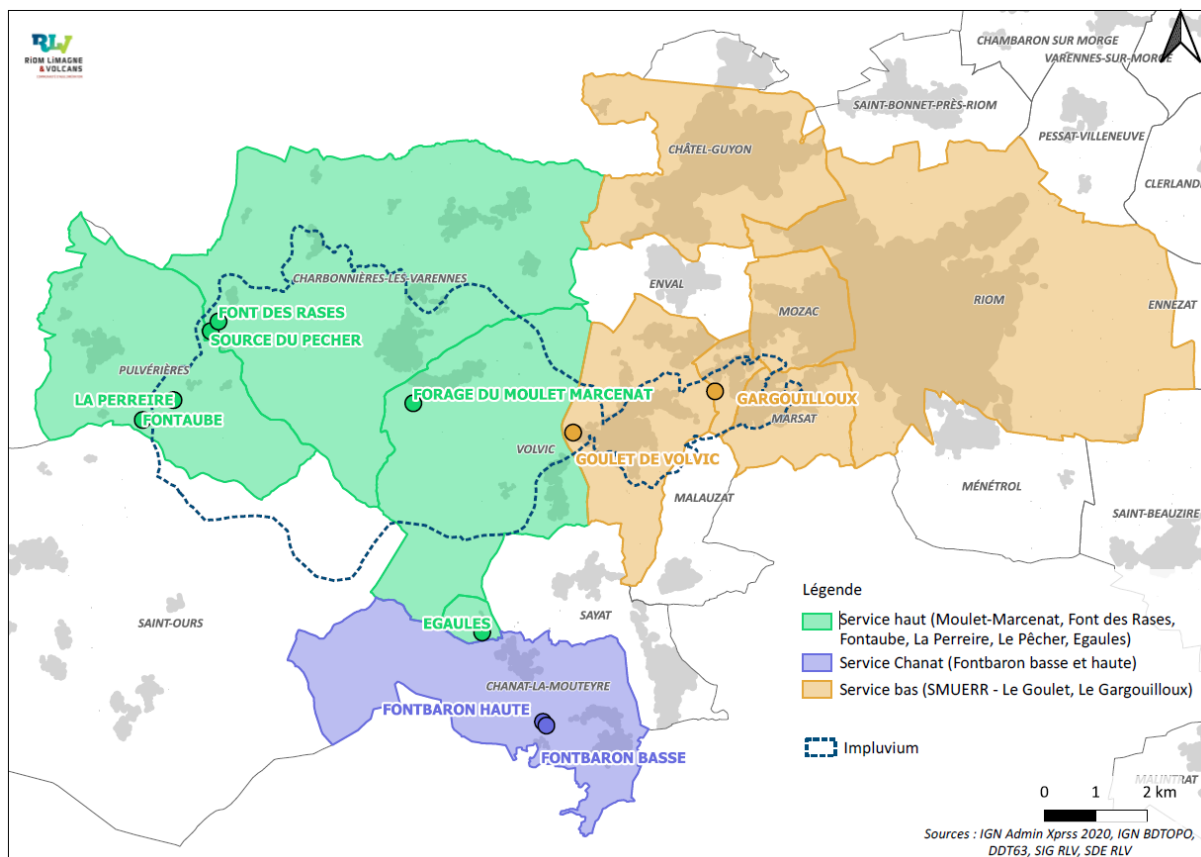 RLV
RIOM LIMAGNE
& VOLCANS
CHAMBARON SUR MORGE
VARENNES-SUR-MORGE
SAINT-BONNET-PRÈS-RIOM
PESSAT-VILLENEUVE
CHÂTEL-GUYON
CLERLANDE
CHARBONNIÈRES-LES-VARENNES
ENVAL
MOZAC
RIOM
ENNEZAT
FONT DES RASES
SOURCE DU PECHER
PULVÉRIÈRES
LA PERREIRE
FORAGE DU MOULET MARCENAT
GARGOUILLOUX
FONTAUBE
MARSAT
VOLVIC
GOULET DE VOLVIC
MÉNÉTROL
MALAUZAT
SAINT-BEAUZIRE
Légende
SAINT-OURS
EGAULES
SAYAT
Service haut (Moulet-Marcenat, Font des Rases,
Fontaube, La Perreire, Le Pêcher, Egaules)
Service Chanat (Fontbaron basse et haute)
CHANAT-LA-MOUTEYRE
Service bas (SMUERR - Le Goulet, Le Gargouilloux)
FONTBARON HAUTE
Impluvium
FONTBARON BASSE
MALINTRAT
0 1 2 km
Sources : IGN Admin Xprss 2020, IGN BDTOPO,
DDT63, SIG RLV, SDE RLV